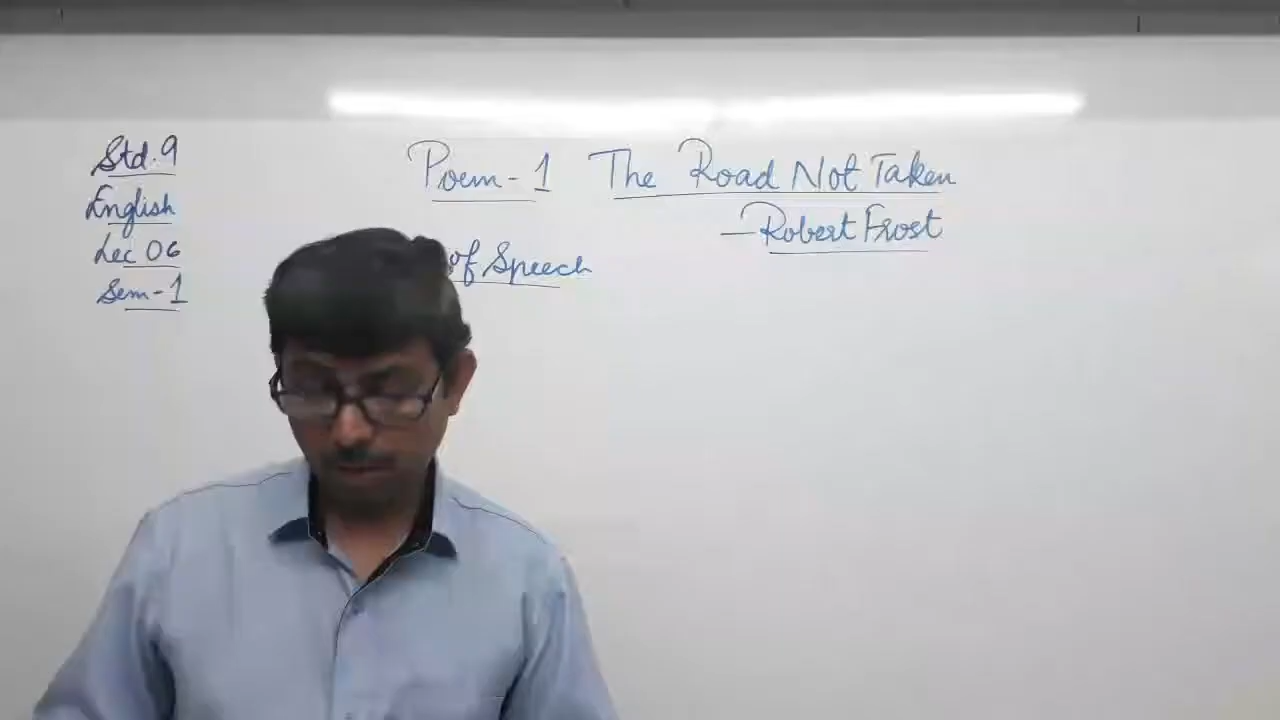 Std. 9
English
Lec 06
Sem-1
Poem-1 The Road Not Taken
—Robert Frost
of Speech